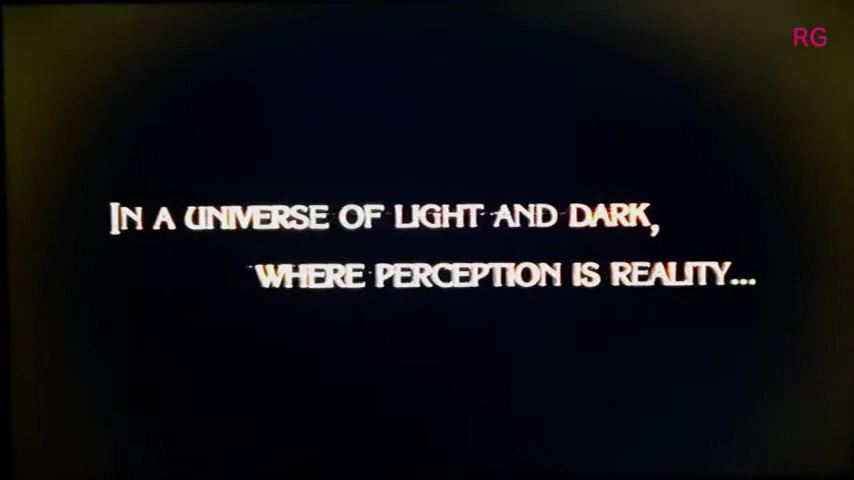 RG
IN A UNIVERSE OF LIGHT AND DARK,
WHERE PERCEPTION IS REALITY...